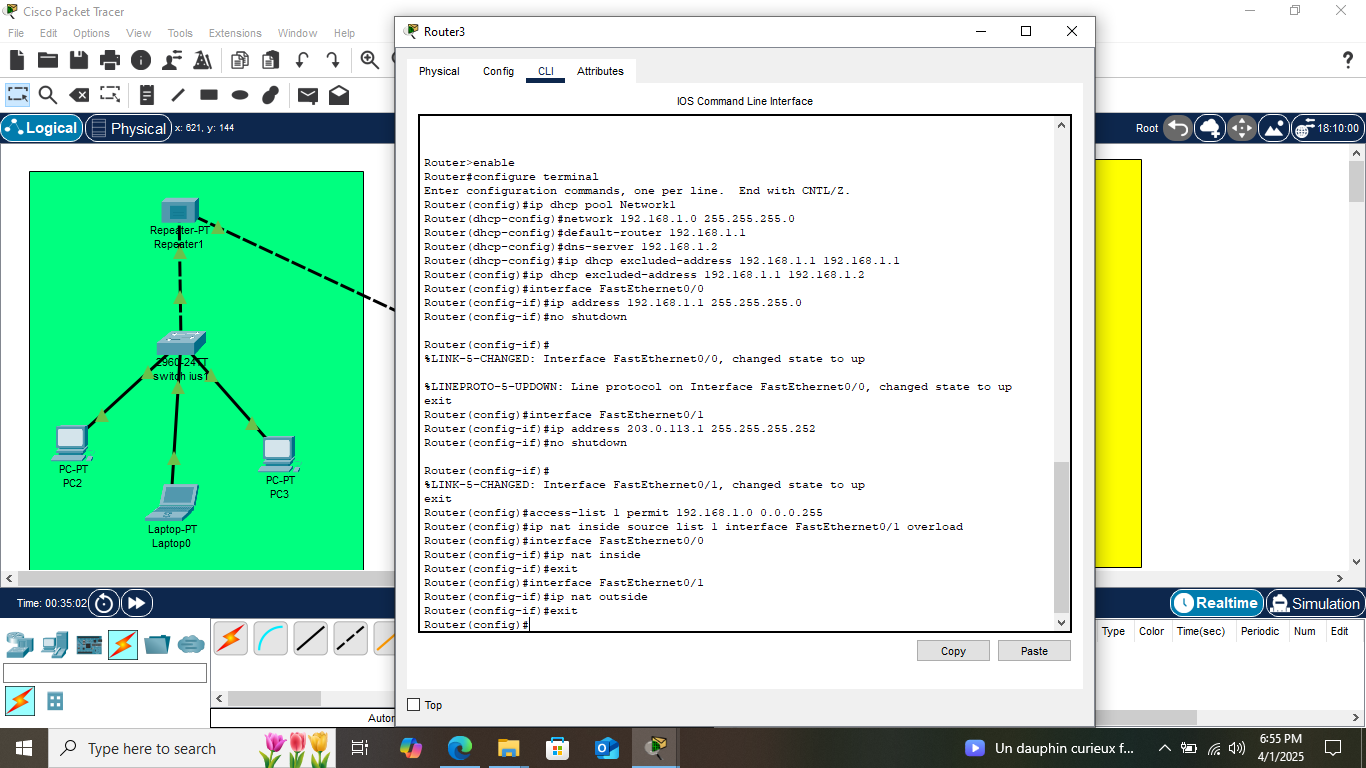 Cisco Packet Tracer
File Edit Options View Tools Extensions Window Help
Logical
Physical
x: 621, y: 144
Root
18:10:00
Repeater-PT
Repeater1
2960-24TT
switch ius1
PC-PT
PC2
PC-PT
PC3
Laptop-PT
Laptop0
Router3
Physical Config CLI Attributes
IOS Command Line Interface
Router>enable
Router#configure terminal
Enter configuration commands, one per line.  End with CNTL/Z.
Router(config)#ip dhcp pool Network1
Router(dhcp-config)#network 192.168.1.0 255.255.255.0
Router(dhcp-config)#default-router 192.168.1.1
Router(dhcp-config)#dns-server 192.168.1.2
Router(dhcp-config)#ip dhcp excluded-address 192.168.1.1 192.168.1.1
Router(config)#ip dhcp excluded-address 192.168.1.1 192.168.1.2
Router(config)#interface FastEthernet0/0
Router(config-if)#ip address 192.168.1.1 255.255.255.0
Router(config-if)#no shutdown
Router(config-if)#
%LINK-5-CHANGED: Interface FastEthernet0/0, changed state to up
%LINEPROTO-5-UPDOWN: Line protocol on Interface FastEthernet0/0, changed state to up
exit
Router(config)#interface FastEthernet0/1
Router(config-if)#ip address 203.0.113.1 255.255.255.252
Router(config-if)#no shutdown
Router(config-if)#
%LINK-5-CHANGED: Interface FastEthernet0/1, changed state to up
exit
Router(config)#access-list 1 permit 192.168.1.0 0.0.0.255
Router(config)#ip nat inside source list 1 interface FastEthernet0/1 overload
Router(config)#interface FastEthernet0/0
Router(config-if)#ip nat inside
Router(config-if)#exit
Router(config)#interface FastEthernet0/1
Router(config-if)#ip nat outside
Router(config-if)#exit
Router(config)#
Copy
Paste
Top
Time: 00:35:02
Realtime
Simulation
Type Color Time(sec) Periodic Num Edit
Autor
Type here to search
Un dauphin curieux f...
6:55 PM
4/1/2025